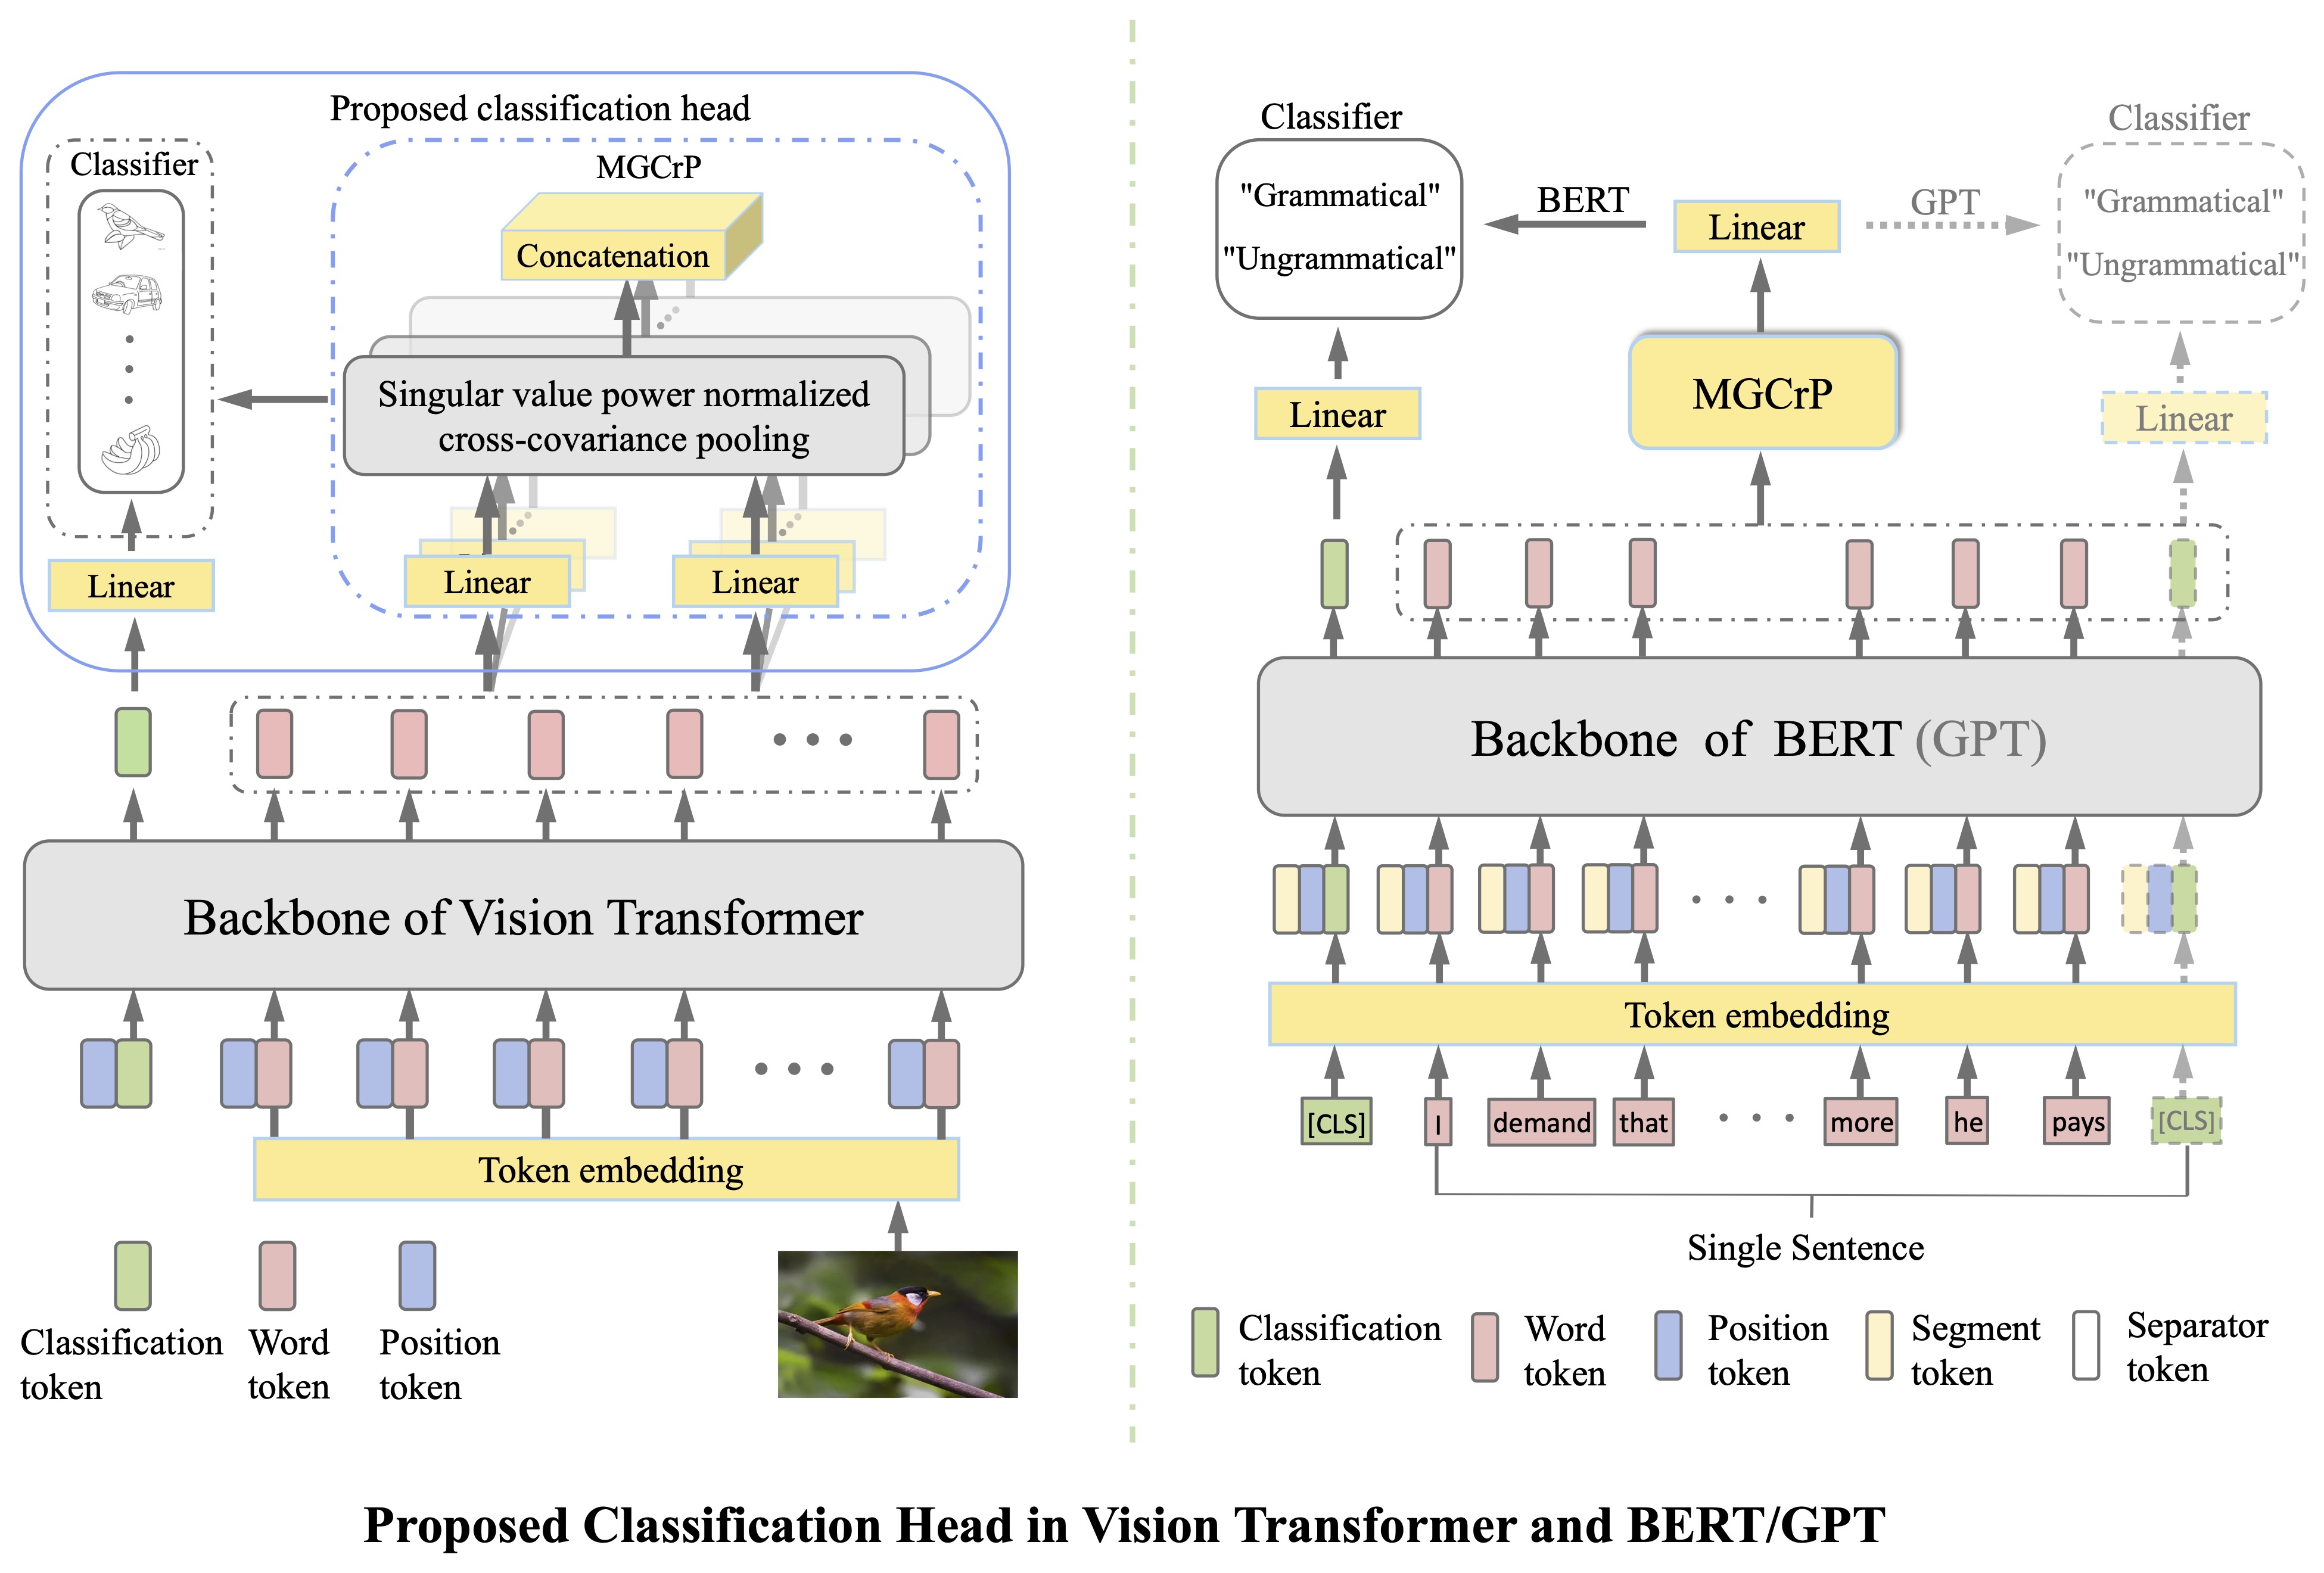 Proposed classification head
Classifier
MGCrP
Concatenation
Singular value power normalized
cross-covariance pooling
Linear
Linear
Linear
Backbone of Vision Transformer
Token embedding
Classification
token
Word
token
Position
token
Classifier
"Grammatical"
"Ungrammatical"
BERT
Linear
GPT
Classifier
"Grammatical"
"Ungrammatical"
Linear
MGCrP
Linear
Backbone of BERT (GPT)
Token embedding
[CLS] I demand that . . . more he pays [CLS]
Single Sentence
Classification
token
Word
token
Position
token
Segment
token
Separator
token
Proposed Classification Head in Vision Transformer and BERT/GPT